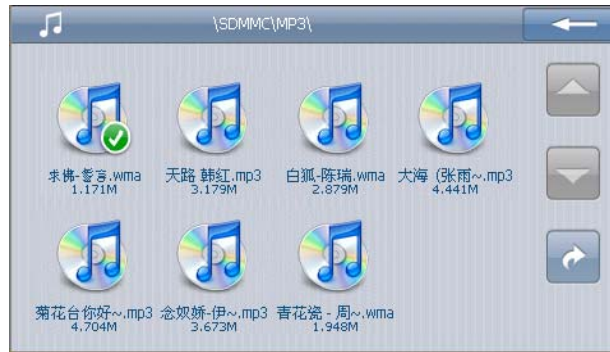 \SDMMC\MP3\
求佛-誓言.wma
1.171M
天路 韩红.mp3
3.179M
白狐-陈瑞.wma
2.879M
大海 (张雨~.mp3
4.441M
菊花台你好~.mp3
4.704M
念奴娇-伊~.mp3
3.673M
青花瓷 - 周~.wma
1.948M